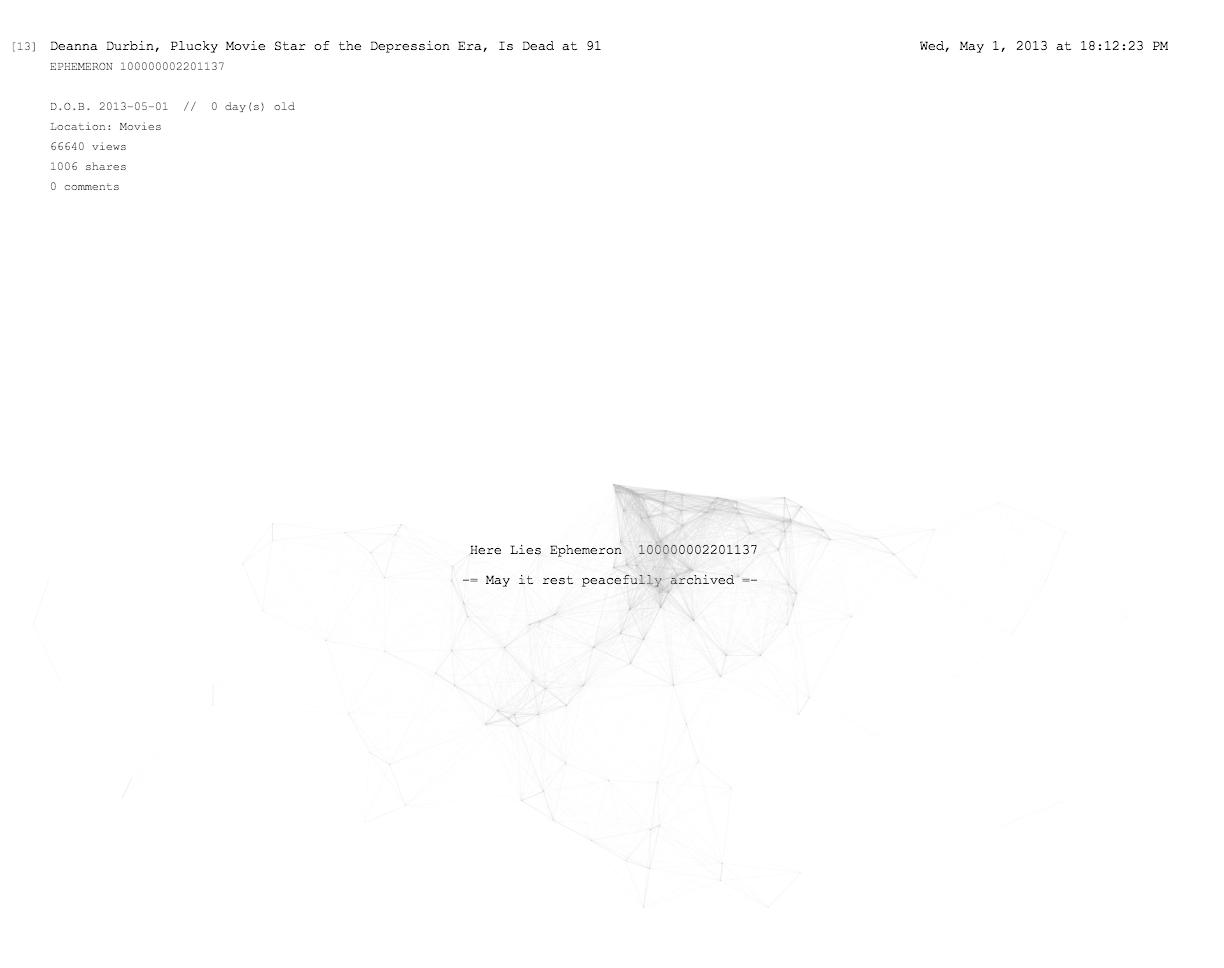 [13] Deanna Durbin, Plucky Movie Star of the Depression Era, Is Dead at 91 Wed, May 1, 2013 at 18:12:23 PM
EPHEMERON 100000002201137
D.O.B. 2013-05-01 // 0 day(s) old
Location: Movies
66640 views
1006 shares
0 comments
Here Lies Ephemeron 100000002201137
-= May it rest peacefully archived =-